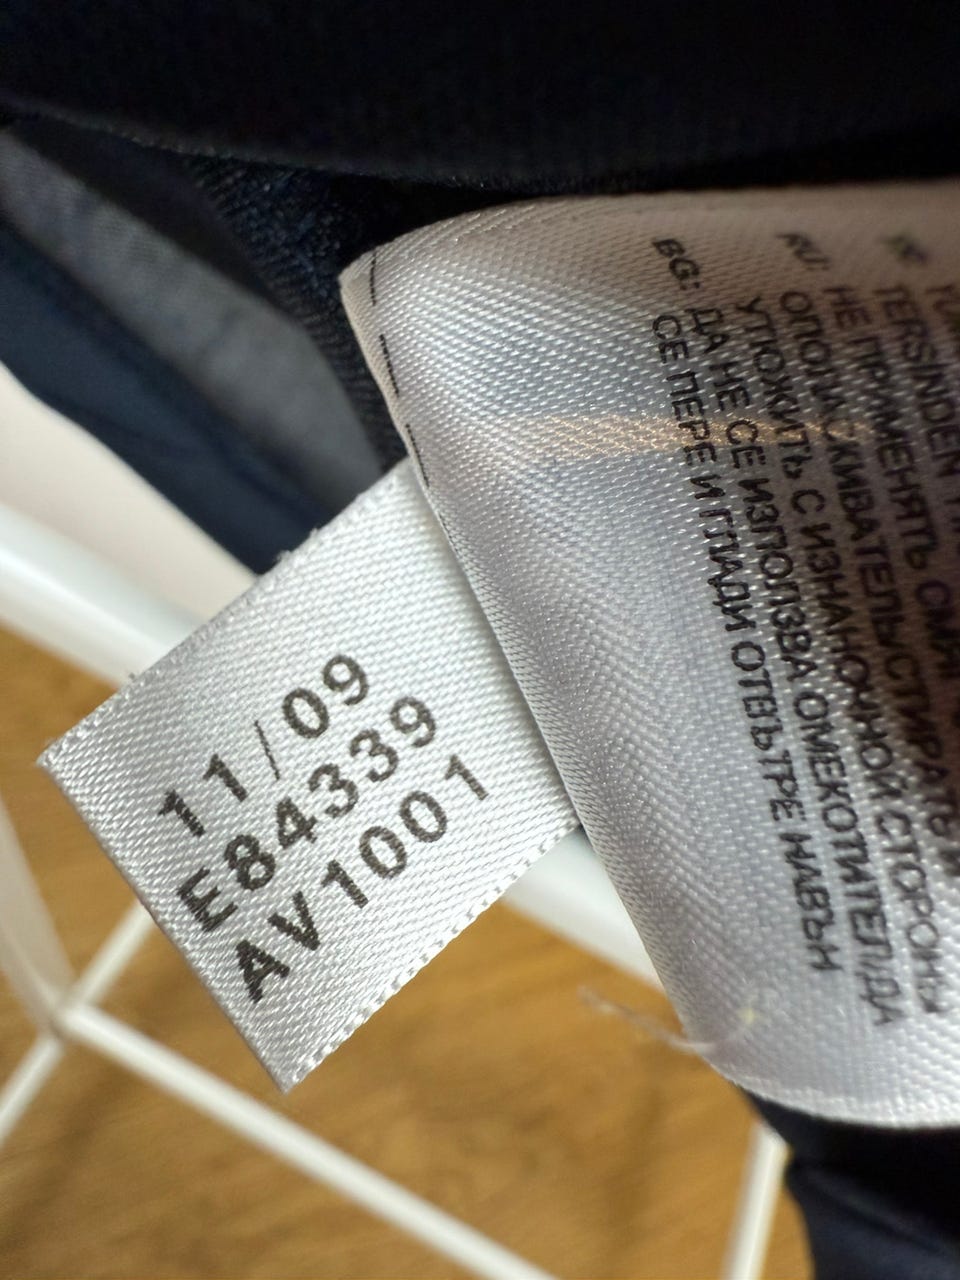 11/09
E84339
AV1001
TERSINDEN
RU:
НЕ ПРИМЕНЯТЬ
ОПОЛАСКИВАТЕЛЬ СТИРАТЬ И
УТЮЖИТЬ С ИЗНАНОЧНОЙ СТОРОНЫ
BG: ДА НЕ СЕ ИЗПОЛЗВА ОМЕКОТИТЕЛ ДА
СЕ ПЕРЕ И ГЛАДИ ОТВЪТРЕ НАВЪН